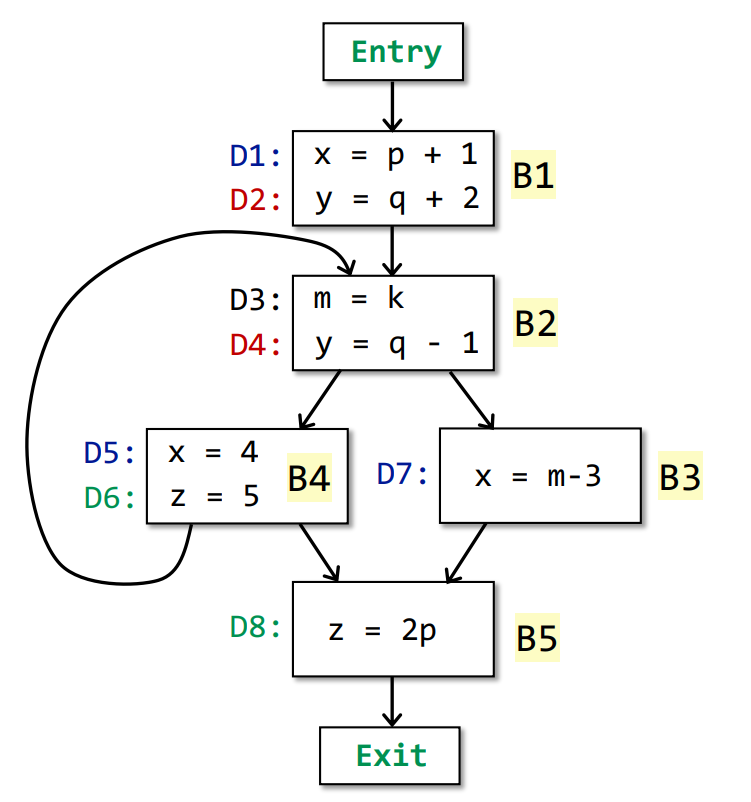 Entry
D1: x = p + 1
D2: y = q + 2
B1
D3: m = k
D4: y = q - 1
B2
D5: x = 4
D6: z = 5
B4
D7: x = m-3
B3
D8: z = 2p
B5
Exit